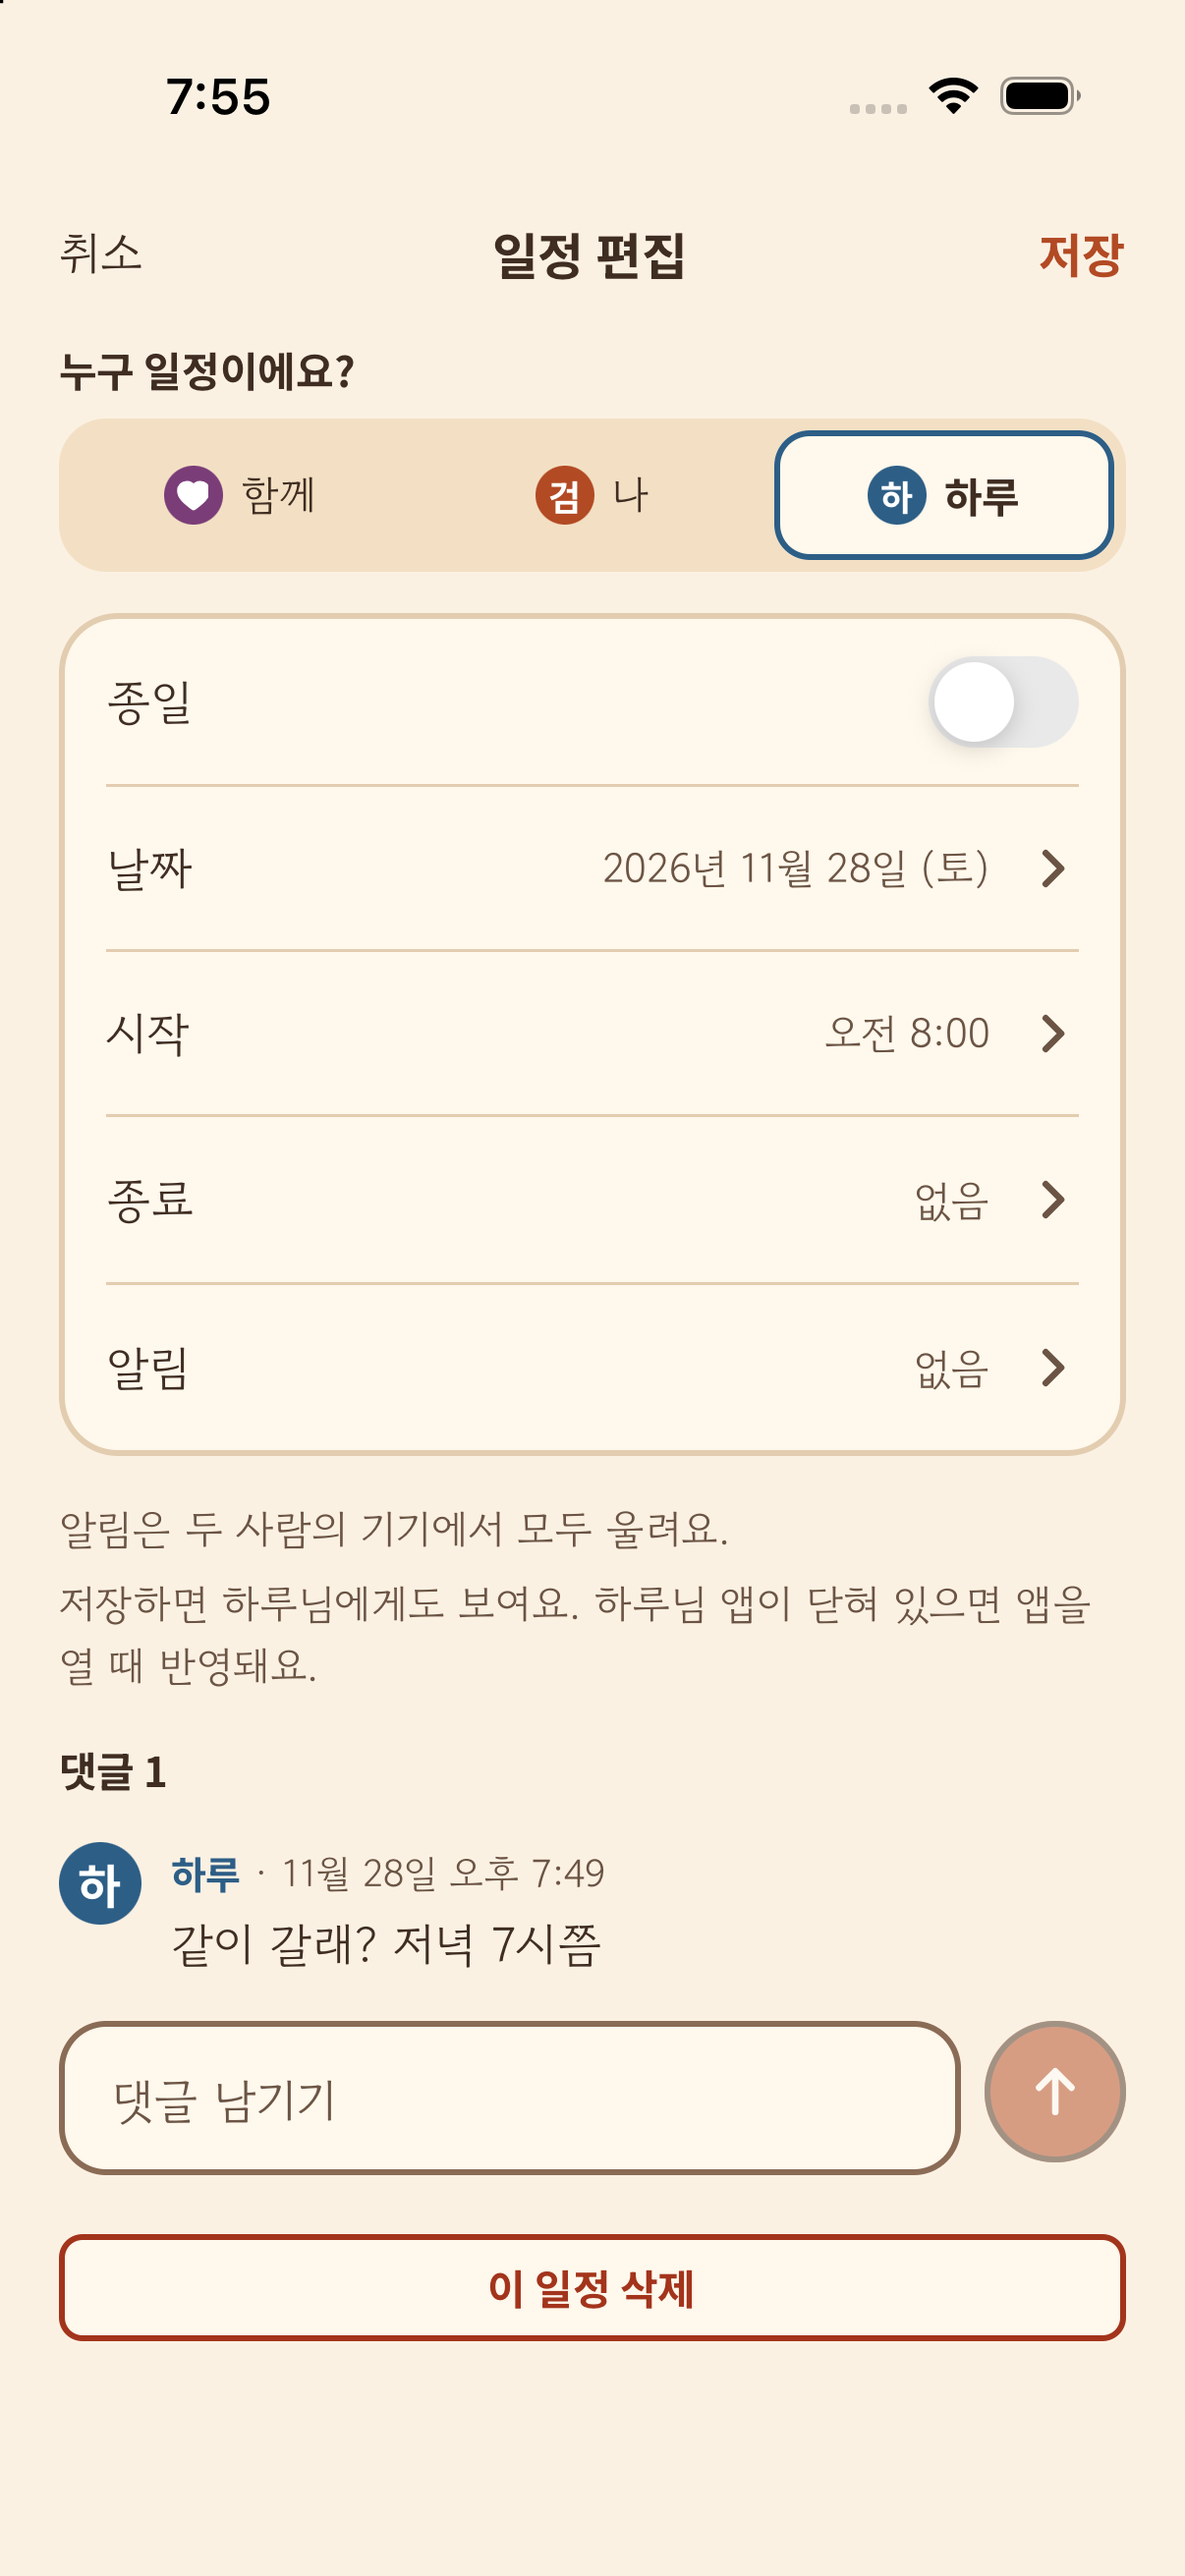 7:55
취소 일정 편집 저장
누구 일정이에요?
함께 검 나 하 하루
종일
날짜 2026년 11월 28일 (토)
시작 오전 8:00
종료 없음
알림 없음
알림은 두 사람의 기기에서 모두 울려요.
저장하면 하루님에게도 보여요. 하루님 앱이 닫혀 있으면 앱을
열 때 반영돼요.
댓글 1
하 하루 · 11월 28일 오후 7:49
같이 갈래? 저녁 7시쯤
댓글 남기기
이 일정 삭제